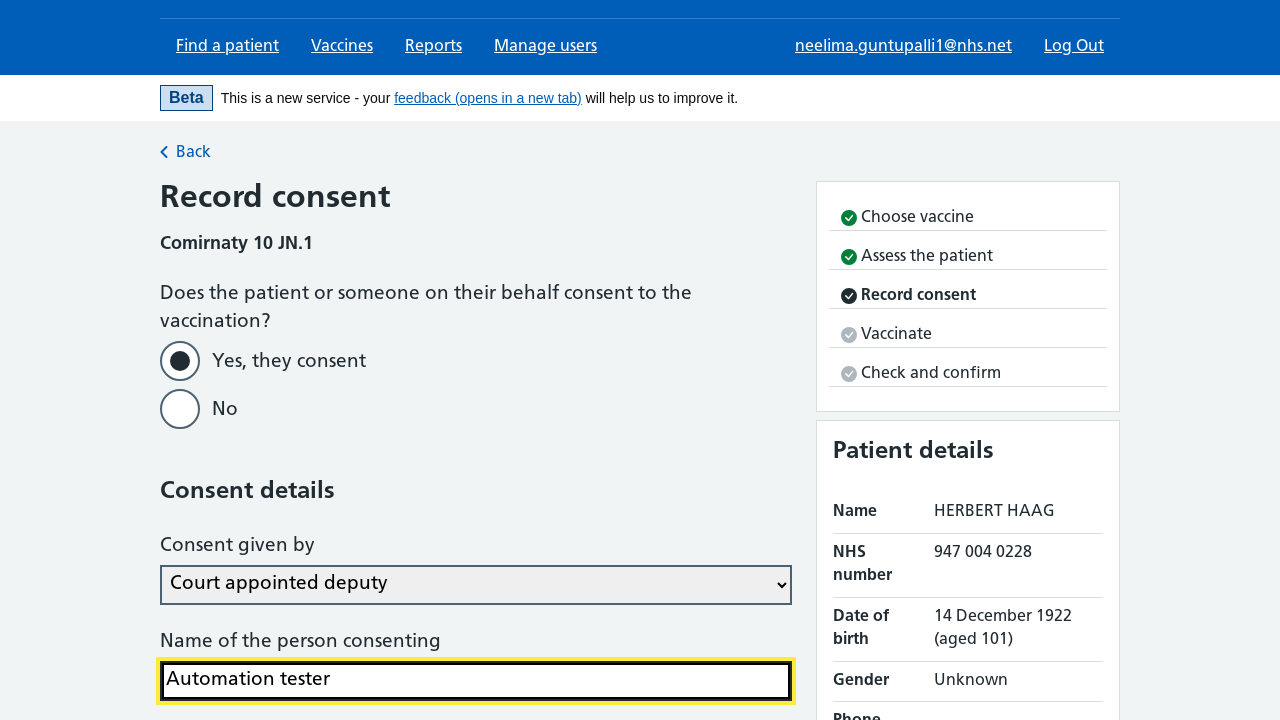 Find a patient
Vaccines
Reports
Manage users
neelima.guntupalli1@nhs.net
Log Out
Beta
This is a new service - your feedback (opens in a new tab) will help us to improve it.
Back
Record consent
Comirnaty 10 JN.1
Does the patient or someone on their behalf consent to the
vaccination?
Yes, they consent
No
Consent details
Consent given by
Court appointed deputy
Name of the person consenting
Automation tester
Choose vaccine
Assess the patient
Record consent
Vaccinate
Check and confirm
Patient details
Name
HERBERT HAAG
NHS
number
947 004 0228
Date of
birth
14 December 1922
(aged 101)
Gender
Unknown
Phone